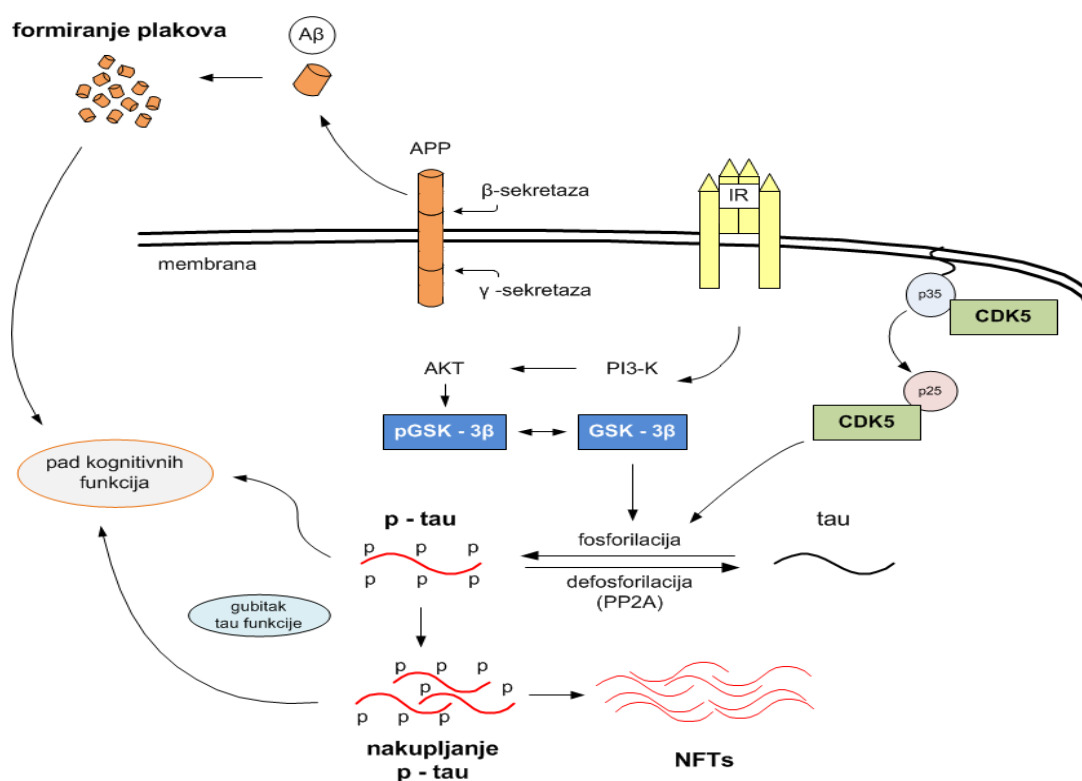 formiranje plakova
Aβ
APP
β-sekretaza
IR
membrana
γ -sekretaza
p35
CDK5
AKT
PI3-K
p25
CDK5
pGSK - 3β
GSK - 3β
pad kognitivnih
funkcija
p - tau
tau
p p p
fosforilacija
p p p
defosforilacija
(PP2A)
gubitak
tau funkcije
p p p
p p
p p p
nakupljanje
p - tau
NFTs